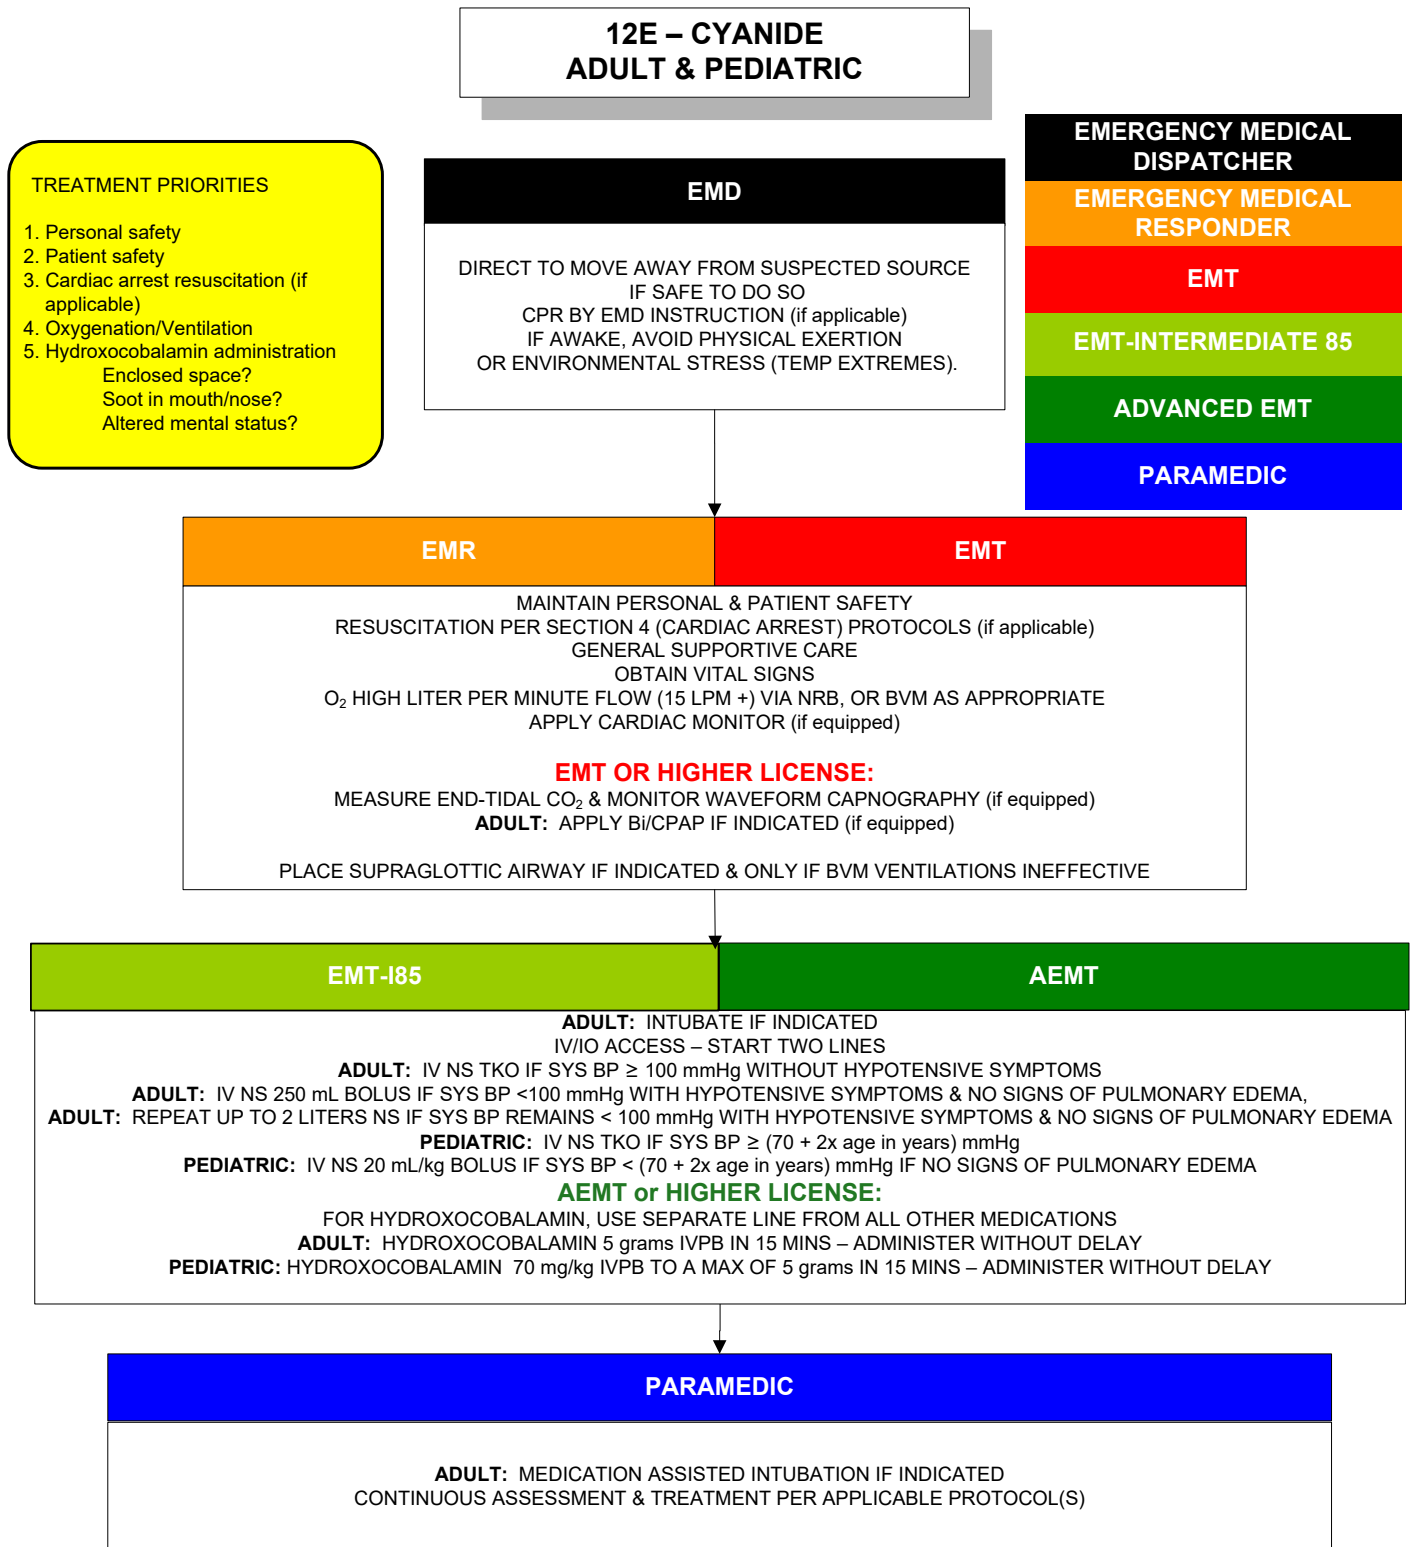 12E – CYANIDE
ADULT & PEDIATRIC
TREATMENT PRIORITIES
1. Personal safety
2. Patient safety
3. Cardiac arrest resuscitation (if
applicable)
4. Oxygenation/Ventilation
5. Hydroxocobalamin administration
Enclosed space?
Soot in mouth/nose?
Altered mental status?
EMD
DIRECT TO MOVE AWAY FROM SUSPECTED SOURCE
IF SAFE TO DO SO
CPR BY EMD INSTRUCTION (if applicable)
IF AWAKE, AVOID PHYSICAL EXERTION
OR ENVIRONMENTAL STRESS (TEMP EXTREMES).
EMERGENCY MEDICAL
DISPATCHER
EMERGENCY MEDICAL
RESPONDER
EMT
EMT-INTERMEDIATE 85
ADVANCED EMT
PARAMEDIC
EMR
EMT
MAINTAIN PERSONAL & PATIENT SAFETY
RESUSCITATION PER SECTION 4 (CARDIAC ARREST) PROTOCOLS (if applicable)
GENERAL SUPPORTIVE CARE
OBTAIN VITAL SIGNS
O₂ HIGH LITER PER MINUTE FLOW (15 LPM +) VIA NRB, OR BVM AS APPROPRIATE
APPLY CARDIAC MONITOR (if equipped)
EMT OR HIGHER LICENSE:
MEASURE END-TIDAL CO₂ & MONITOR WAVEFORM CAPNOGRAPHY (if equipped)
ADULT: APPLY Bi/CPAP IF INDICATED (if equipped)
PLACE SUPRAGLOTTIC AIRWAY IF INDICATED & ONLY IF BVM VENTILATIONS INEFFECTIVE
EMT-I85
AEMT
ADULT: INTUBATE IF INDICATED
IV/IO ACCESS – START TWO LINES
ADULT: IV NS TKO IF SYS BP ≥ 100 mmHg WITHOUT HYPOTENSIVE SYMPTOMS
ADULT: IV NS 250 mL BOLUS IF SYS BP <100 mmHg WITH HYPOTENSIVE SYMPTOMS & NO SIGNS OF PULMONARY EDEMA,
ADULT: REPEAT UP TO 2 LITERS NS IF SYS BP REMAINS < 100 mmHg WITH HYPOTENSIVE SYMPTOMS & NO SIGNS OF PULMONARY EDEMA
PEDIATRIC: IV NS TKO IF SYS BP ≥ (70 + 2x age in years) mmHg
PEDIATRIC: IV NS 20 mL/kg BOLUS IF SYS BP < (70 + 2x age in years) mmHg IF NO SIGNS OF PULMONARY EDEMA
AEMT or HIGHER LICENSE:
FOR HYDROXOCOBALAMIN, USE SEPARATE LINE FROM ALL OTHER MEDICATIONS
ADULT: HYDROXOCOBALAMIN 5 grams IVPB IN 15 MINS – ADMINISTER WITHOUT DELAY
PEDIATRIC: HYDROXOCOBALAMIN 70 mg/kg IVPB TO A MAX OF 5 grams IN 15 MINS – ADMINISTER WITHOUT DELAY
PARAMEDIC
ADULT: MEDICATION ASSISTED INTUBATION IF INDICATED
CONTINUOUS ASSESSMENT & TREATMENT PER APPLICABLE PROTOCOL(S)